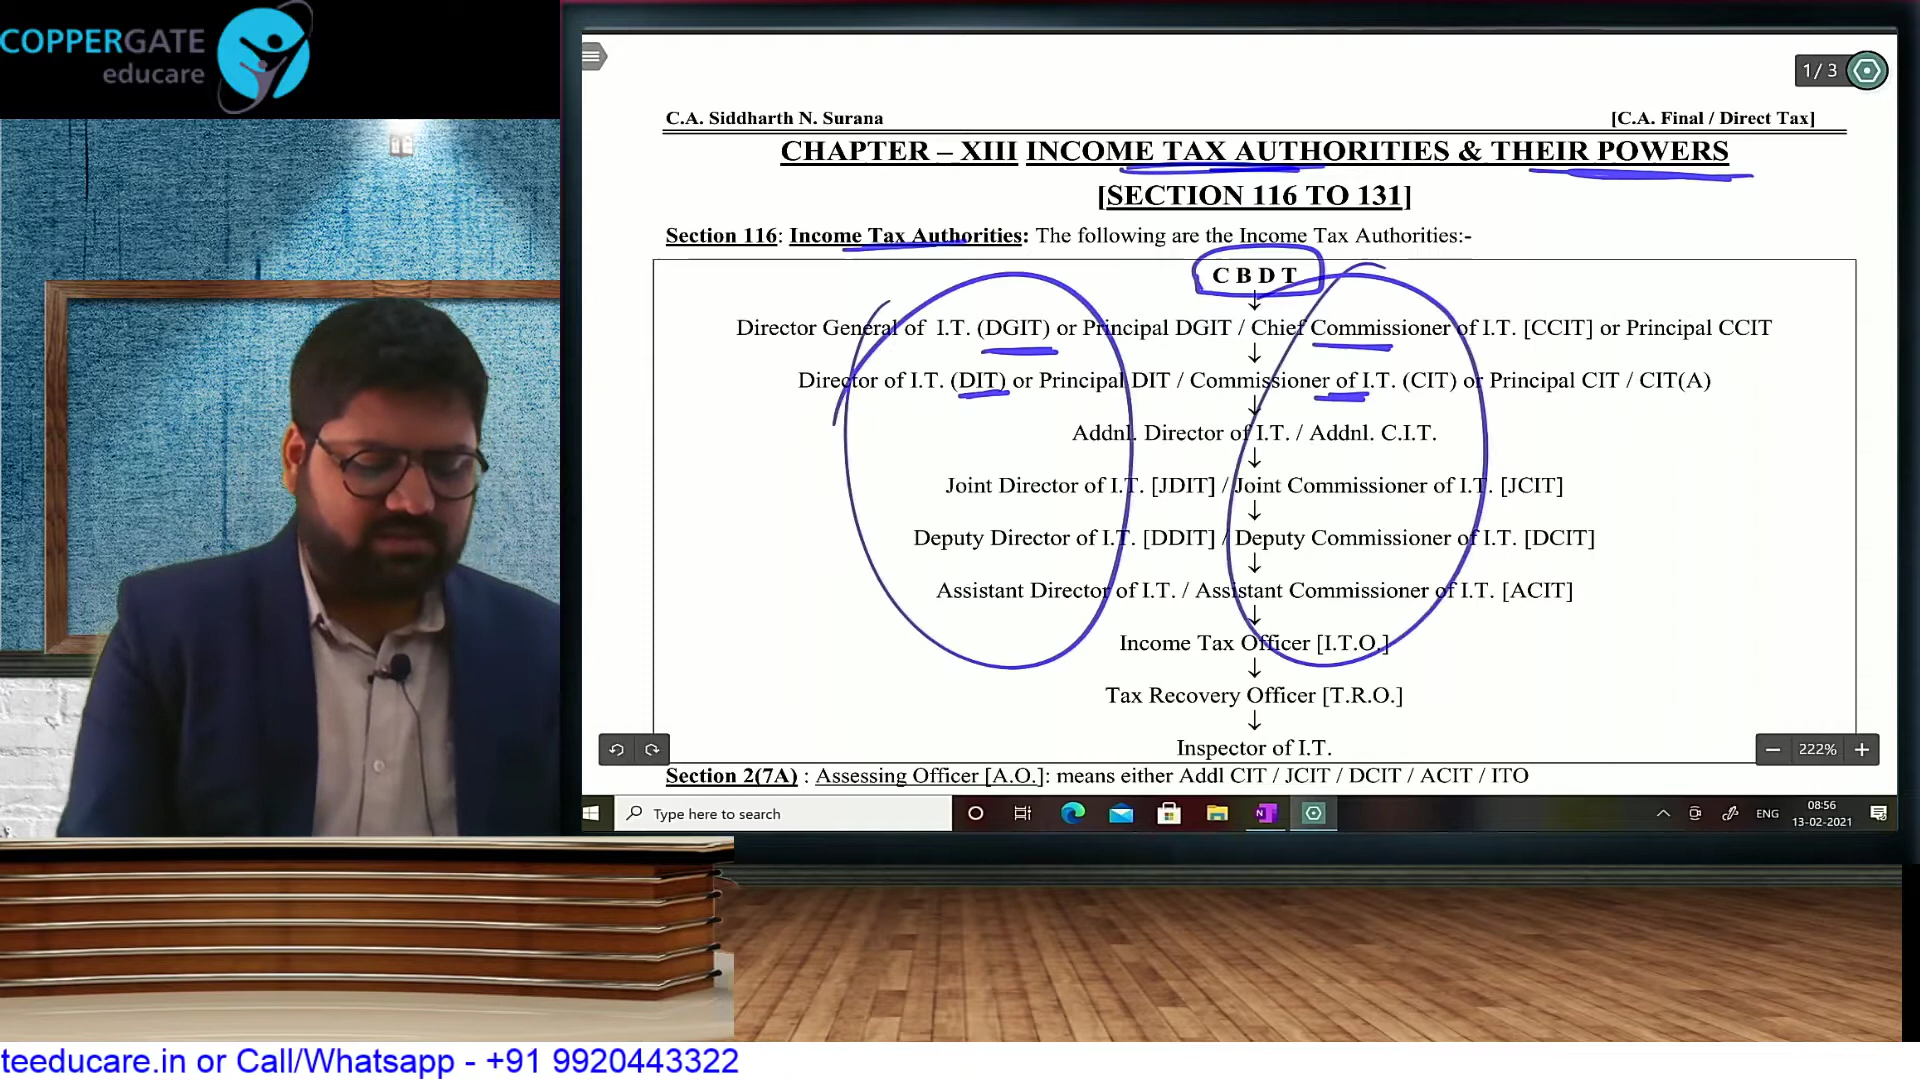 COPPERGATE
educare
1 / 3
C.A. Siddharth N. Surana [C.A. Final / Direct Tax]
CHAPTER – XIII INCOME TAX AUTHORITIES & THEIR POWERS
[SECTION 116 TO 131]
Section 116: Income Tax Authorities: The following are the Income Tax Authorities:-
C B D T
↓
Director General of I.T. (DGIT) or Principal DGIT / Chief Commissioner of I.T. [CCIT] or Principal CCIT
↓
Director of I.T. (DIT) or Principal DIT / Commissioner of I.T. (CIT) or Principal CIT / CIT(A)
↓
Addnl. Director of I.T. / Addnl. C.I.T.
↓
Joint Director of I.T. [JDIT] / Joint Commissioner of I.T. [JCIT]
↓
Deputy Director of I.T. [DDIT] / Deputy Commissioner of I.T. [DCIT]
↓
Assistant Director of I.T. / Assistant Commissioner of I.T. [ACIT]
↓
Income Tax Officer [I.T.O.]
↓
Tax Recovery Officer [T.R.O.]
↓
Inspector of I.T.
222%
Section 2(7A) : Assessing Officer [A.O.]: means either Addl CIT / JCIT / DCIT / ACIT / ITO
Type here to search
ENG
08:56
13-02-2021
teeducare.in or Call/Whatsapp - +91 9920443322